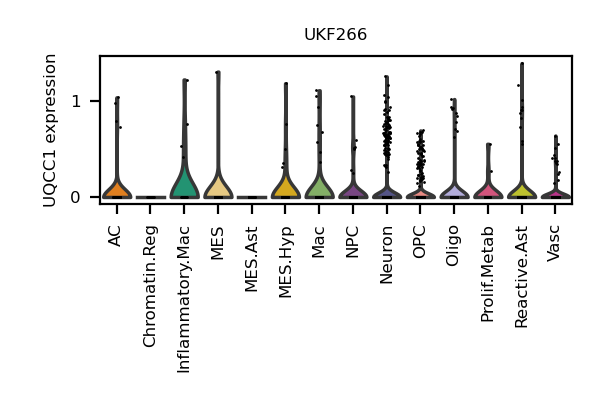 UKF266
UQCC1 expression
1
0
AC
Chromatin.Reg
Inflammatory.Mac
MES
MES.Ast
MES.Hyp
Mac
NPC
Neuron
OPC
Oligo
Prolif.Metab
Reactive.Ast
Vasc